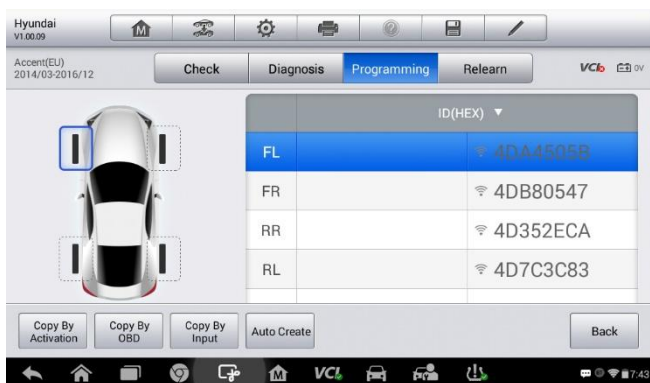 Hyundai
V1.00.09
Accent(EU)
2014/03-2016/12
Check
Diagnosis
Programming
Relearn
VCI
0V
ID(HEX) ▼
FL 4DA4505B
FR 4DB80547
RR 4D352ECA
RL 4D7C3C83
Copy By
Activation
Copy By
OBD
Copy By
Input
Auto Create
Back
VCI
7:43